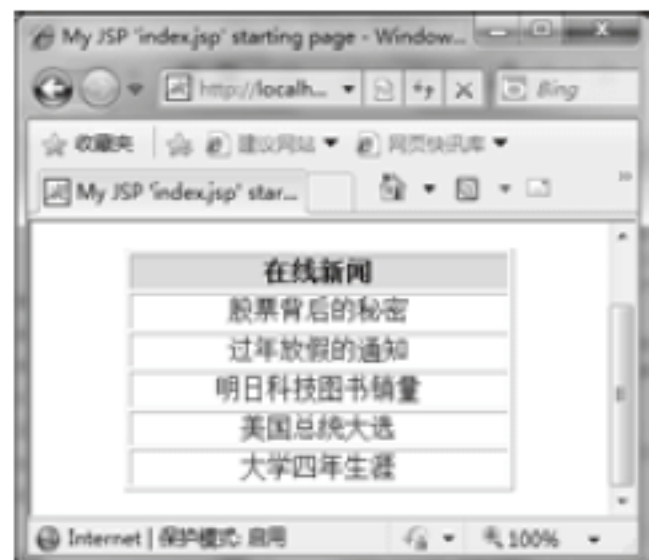 My JSP 'index.jsp' starting page - Window...
http://localh... Bing
收藏夹 建议网站 网页快讯库
My JSP 'index.jsp' star...
在线新闻
股票背后的秘密
过年放假的通知
明日科技图书销量
美国总统大选
大学四年生涯
Internet | 保护模式: 启用 100%